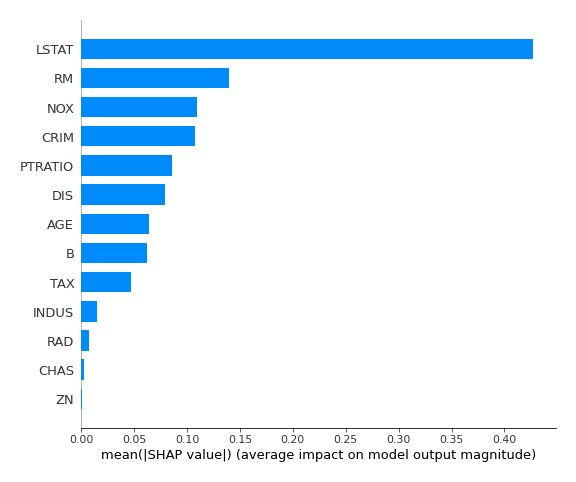 LSTAT
RM
NOX
CRIM
PTRATIO
DIS
AGE
B
TAX
INDUS
RAD
CHAS
ZN
0.00 0.05 0.10 0.15 0.20 0.25 0.30 0.35 0.40
mean(|SHAP value|) (average impact on model output magnitude)